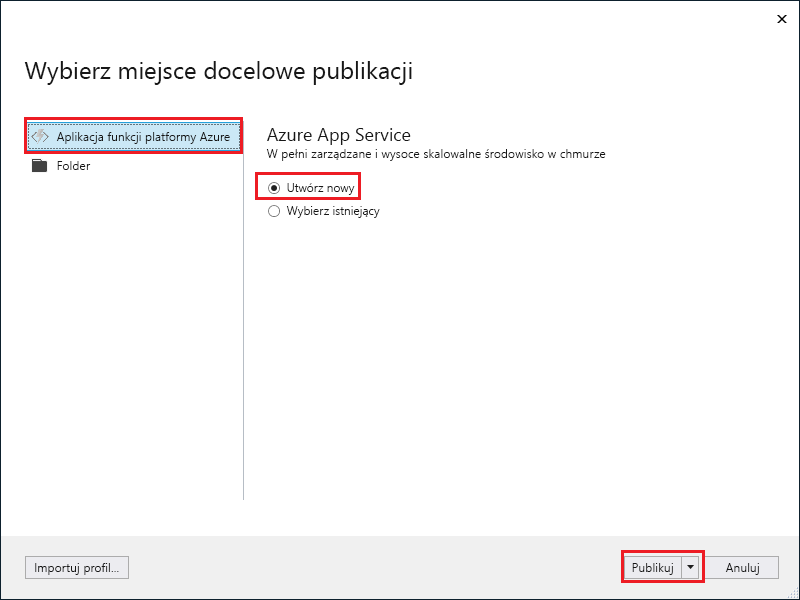 Wybierz miejsce docelowe publikacji
Aplikacja funkcji platformy Azure
Folder
Azure App Service
W pełni zarządzane i wysoce skalowalne środowisko w chmurze
Utwórz nowy
Wybierz istniejący
Importuj profil...
Publikuj
Anuluj